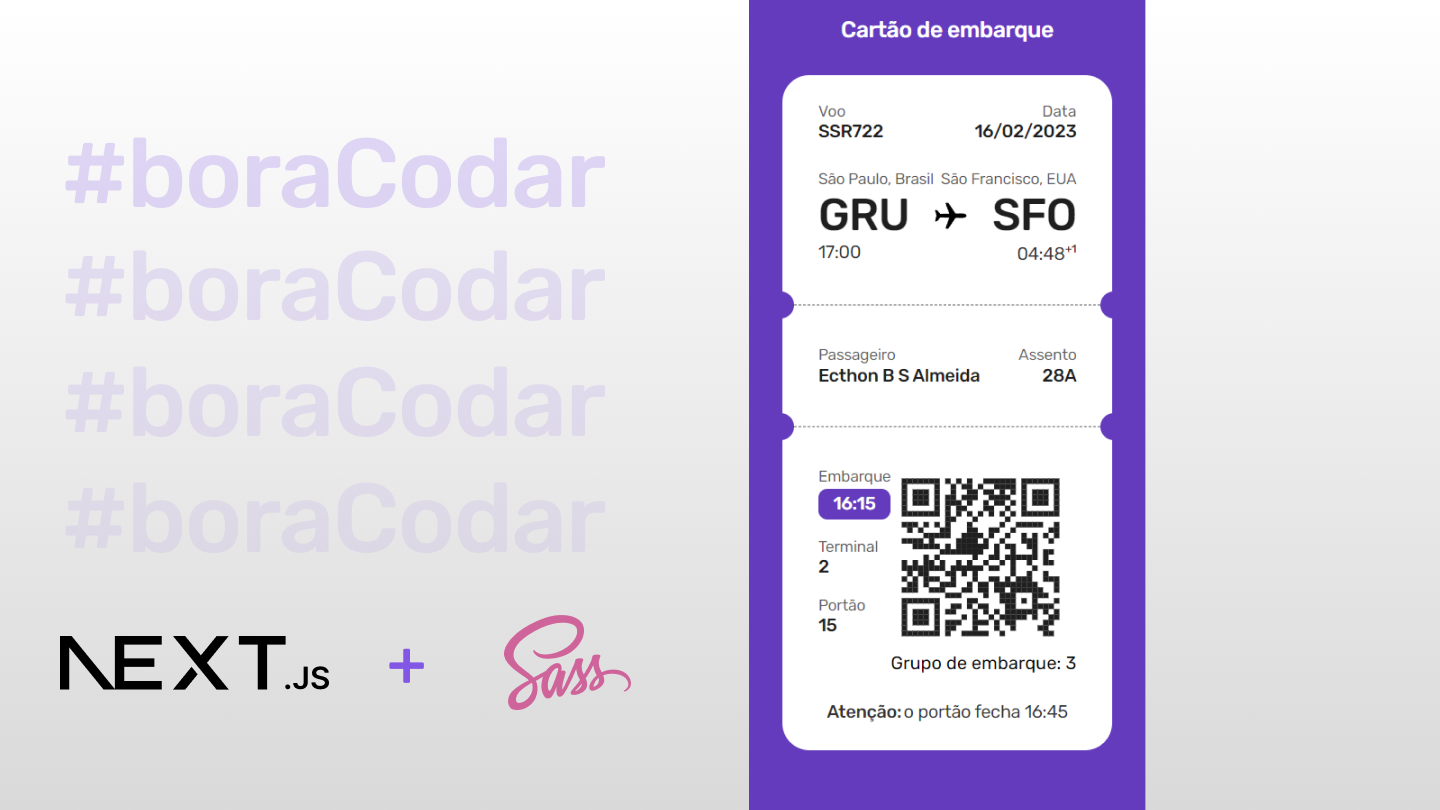 #boraCodar
#boraCodar
#boraCodar
#boraCodar
NEXT.JS + Sass
Cartão de embarque
Voo Data
SSR722 16/02/2023
São Paulo, Brasil São Francisco, EUA
GRU SFO
17:00 04:48+1
Passageiro Assento
Ecthon B S Almeida 28A
Embarque
16:15
Terminal
2
Portão
15
Grupo de embarque: 3
Atenção: o portão fecha 16:45